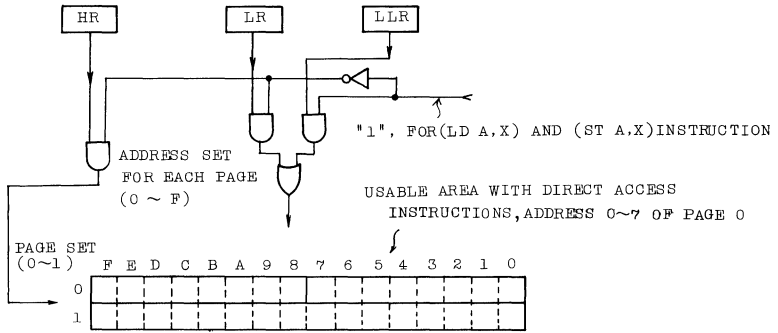 HR LR LLR
"1", FOR(LD A,X) AND (ST A,X)INSTRUCTION
ADDRESS SET
FOR EACH PAGE
(0 ~ F)
USABLE AREA WITH DIRECT ACCESS
INSTRUCTIONS,ADDRESS 0~7 OF PAGE 0
PAGE SET
(0~1)
F E D C B A 9 8 7 6 5 4 3 2 1 0
0
1